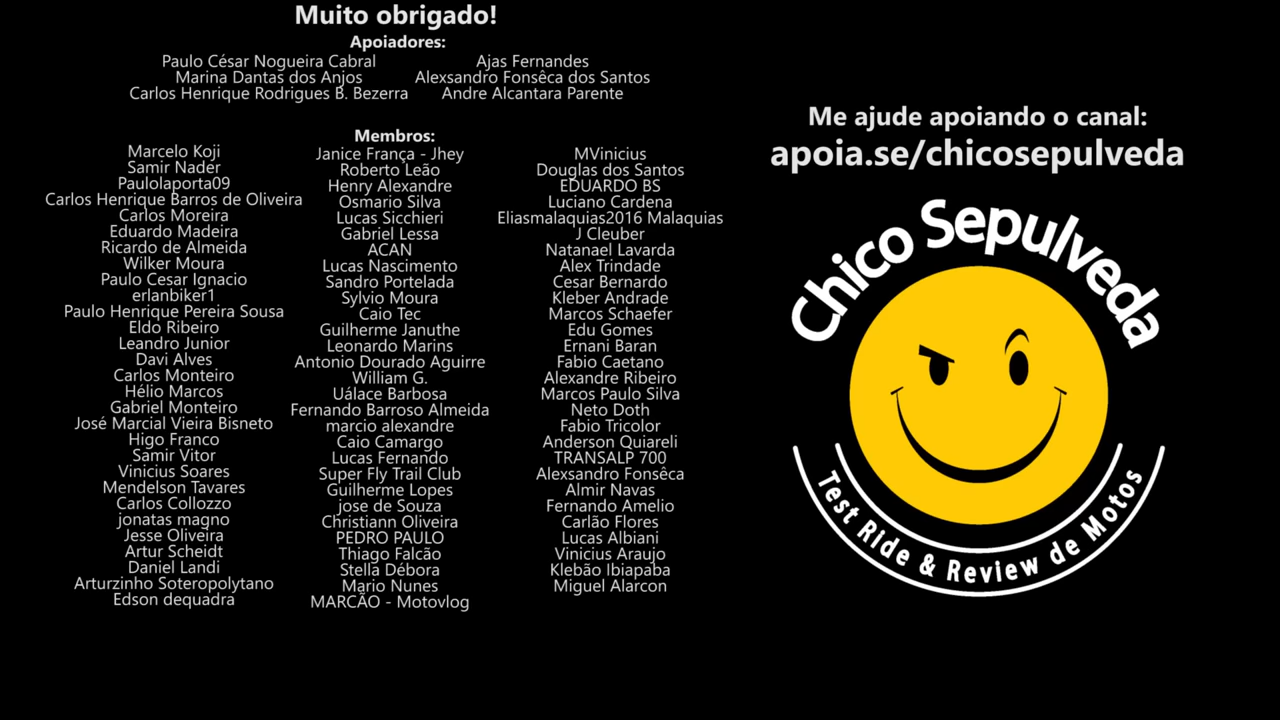 Muito obrigado!
Apoiadores:
Paulo César Nogueira Cabral
Marina Dantas dos Anjos
Carlos Henrique Rodrigues B. Bezerra
Ajas Fernandes
Alexsandro Fonsêca dos Santos
Andre Alcantara Parente
Membros:
Marcelo Koji
Samir Nader
Paulolaporta09
Carlos Henrique Barros de Oliveira
Carlos Moreira
Eduardo Madeira
Ricardo de Almeida
Wilker Moura
Paulo Cesar Ignacio
erlanbiker1
Paulo Henrique Pereira Sousa
Eldo Ribeiro
Leandro Junior
Davi Alves
Carlos Monteiro
Hélio Marcos
Gabriel Monteiro
José Marcial Vieira Bisneto
Higo Franco
Samir Vitor
Vinicius Soares
Mendelson Tavares
Carlos Collozzo
jonatas magno
Jesse Oliveira
Artur Scheidt
Daniel Landi
Arturzinho Soteropolytano
Edson dequadra
Janice França - Jhey
Roberto Leão
Henry Alexandre
Osmario Silva
Lucas Sicchieri
Gabriel Lessa
ACAN
Lucas Nascimento
Sandro Portelada
Sylvio Moura
Caio Tec
Guilherme Januthe
Leonardo Marins
Antonio Dourado Aguirre
William G.
Uálace Barbosa
Fernando Barroso Almeida
marcio alexandre
Caio Camargo
Lucas Fernando
Super Fly Trail Club
Guilherme Lopes
jose de Souza
Christiann Oliveira
PEDRO PAULO
Thiago Falcão
Stella Débora
Mario Nunes
MARCÃO - Motovlog
MVinicius
Douglas dos Santos
EDUARDO BS
Luciano Cardena
Eliasmalaquias2016 Malaquias
J Cleuber
Natanael Lavarda
Alex Trindade
Cesar Bernardo
Kleber Andrade
Marcos Schaefer
Edu Gomes
Ernani Baran
Fabio Caetano
Alexandre Ribeiro
Marcos Paulo Silva
Neto Doth
Fabio Tricolor
Anderson Quiareli
TRANSALP 700
Alexsandro Fonsêca
Almir Navas
Fernando Amelio
Carlão Flores
Lucas Albiani
Vinicius Araujo
Klebão Ibiapaba
Miguel Alarcon
Me ajude apoiando o canal:
apoia.se/chicosepulveda
Chico Sepulveda
Test Ride & Review de Motos